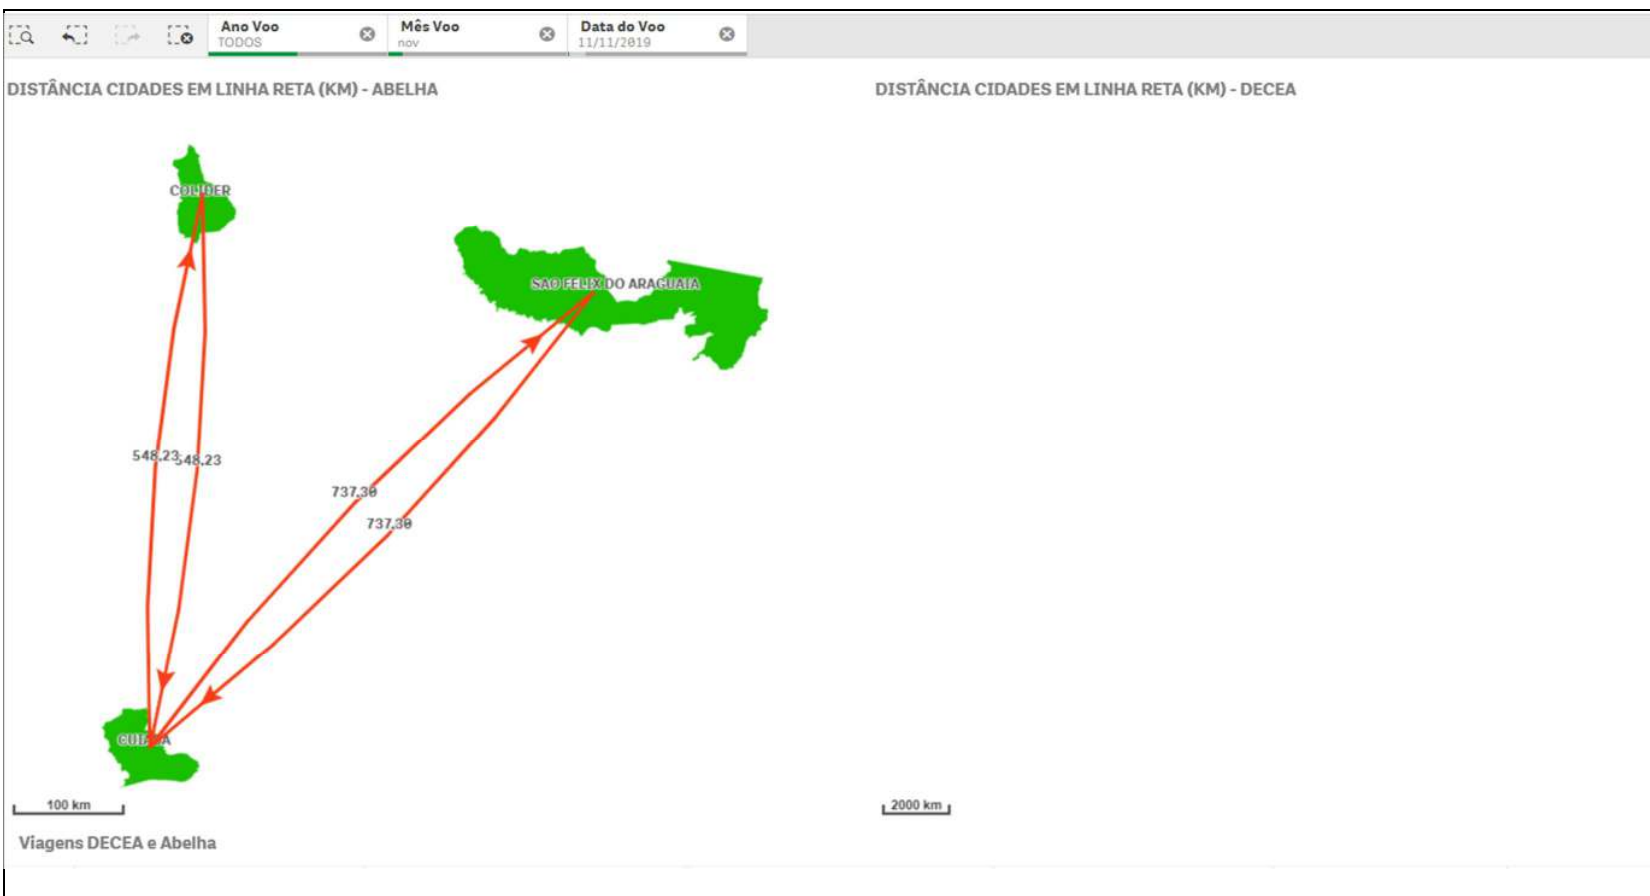 Ano Voo
TODOS
Mês Voo
nov
Data do Voo
11/11/2019
DISTÂNCIA CIDADES EM LINHA RETA (KM) - ABELHA
DISTÂNCIA CIDADES EM LINHA RETA (KM) - DECEA
COLIDER
SAO FELIX DO ARAGUAIA
548,23
548,23
737,30
737,30
CUIABA
100 km
2000 km
Viagens DECEA e Abelha